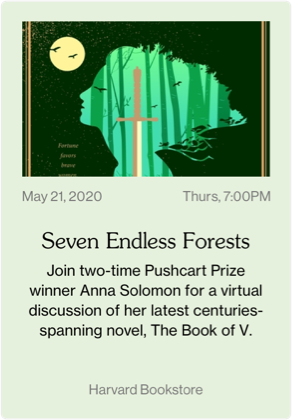 Fortune
favors
brave
women
May 21, 2020
Thurs, 7:00PM
Seven Endless Forests
Join two-time Pushcart Prize
winner Anna Solomon for a virtual
discussion of her latest centuries-
spanning novel, The Book of V.
Harvard Bookstore